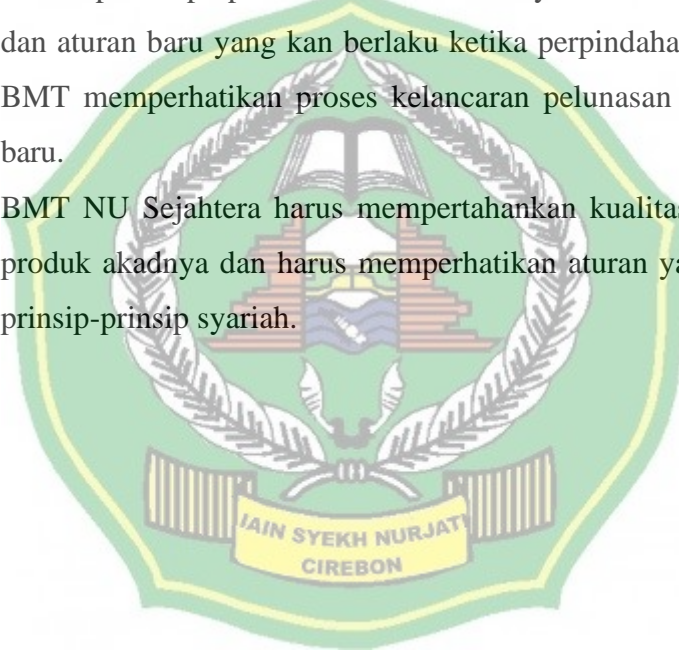 dan aturan baru yang kan berlaku ketika perpindaha
BMT memperhatikan proses kelancaran pelunasan
baru.
BMT NU Sejahtera harus mempertahankan kualitas
produk akadnya dan harus memperhatikan aturan ya
prinsip-prinsip syariah.
IAIN SYEKH NURJATI
CIREBON